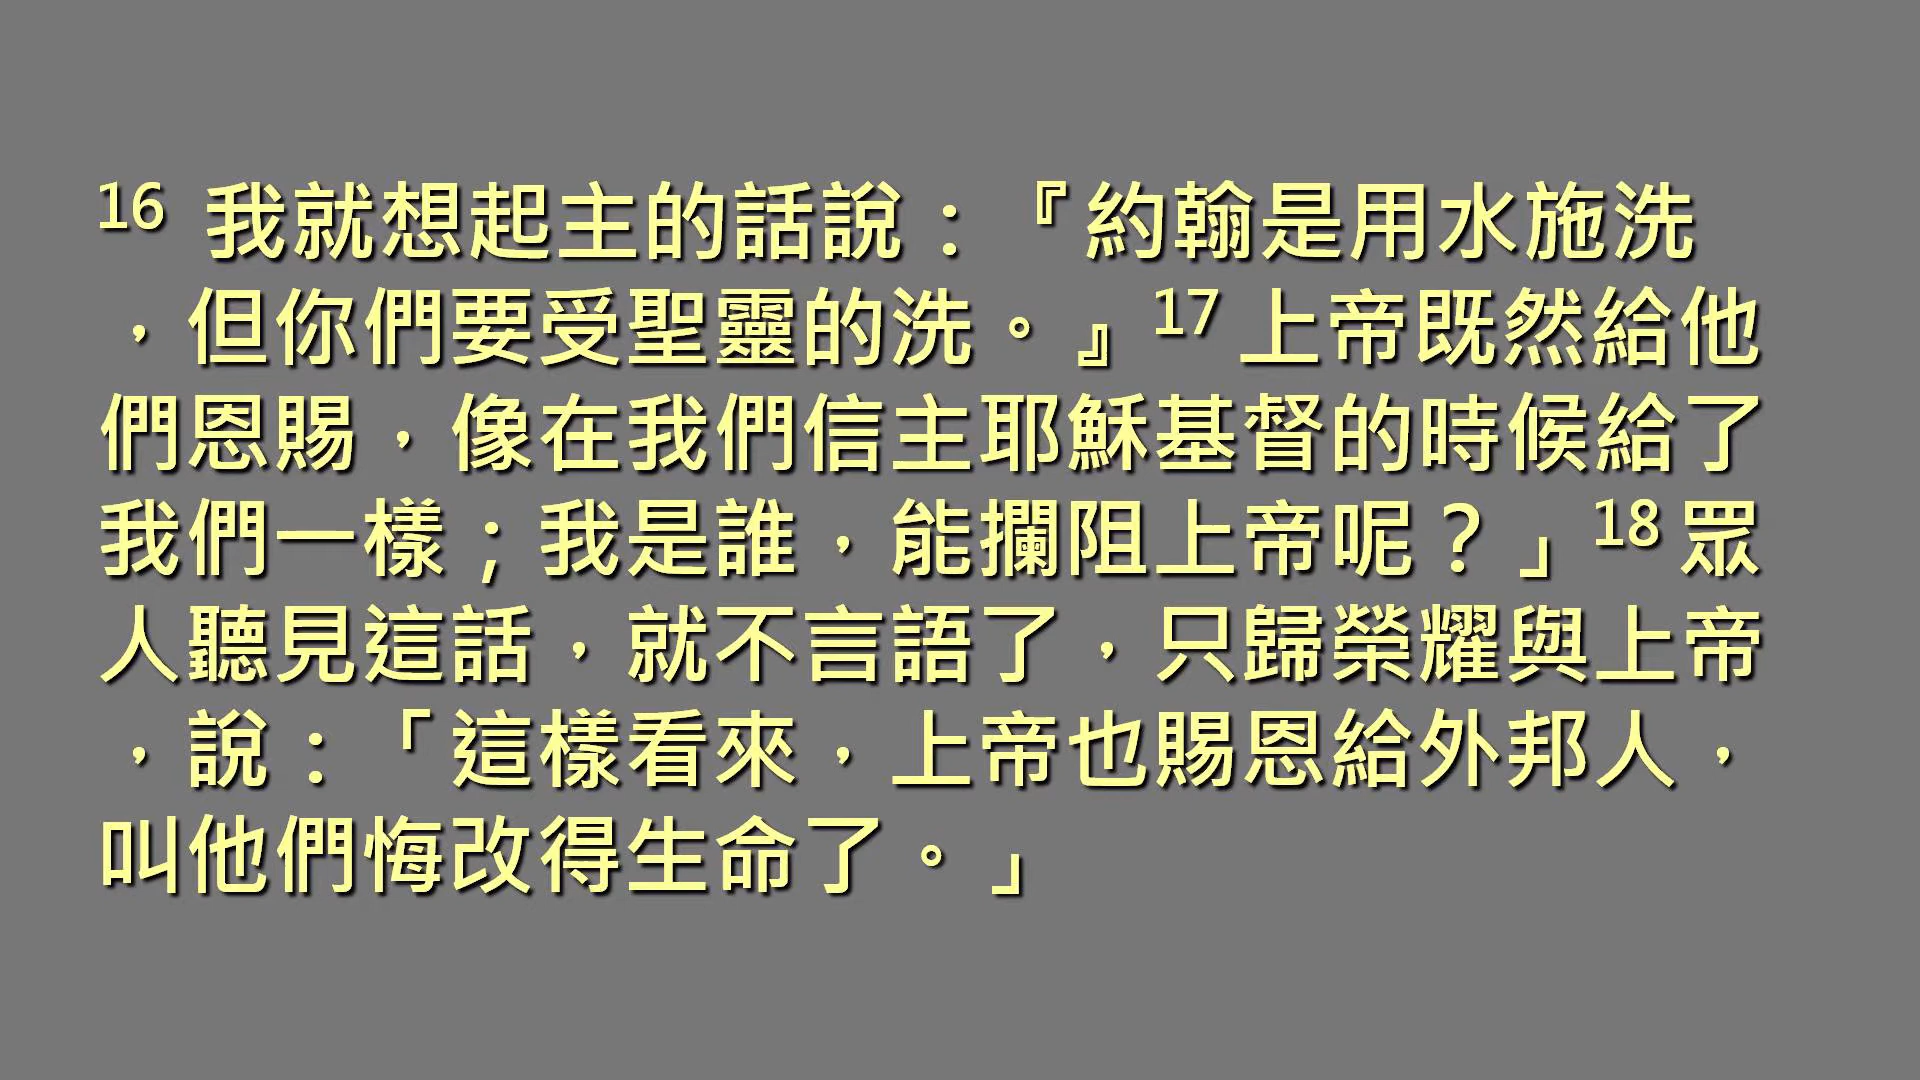 16 我就想起主的話說：『約翰是用水施洗
，但你們要受聖靈的洗。』17 上帝既然給他
們恩賜，像在我們信主耶穌基督的時候給了
我們一樣；我是誰，能攔阻上帝呢？」18 眾
人聽見這話，就不言語了，只歸榮耀與上帝
，說：「這樣看來，上帝也賜恩給外邦人，
叫他們悔改得生命了。」